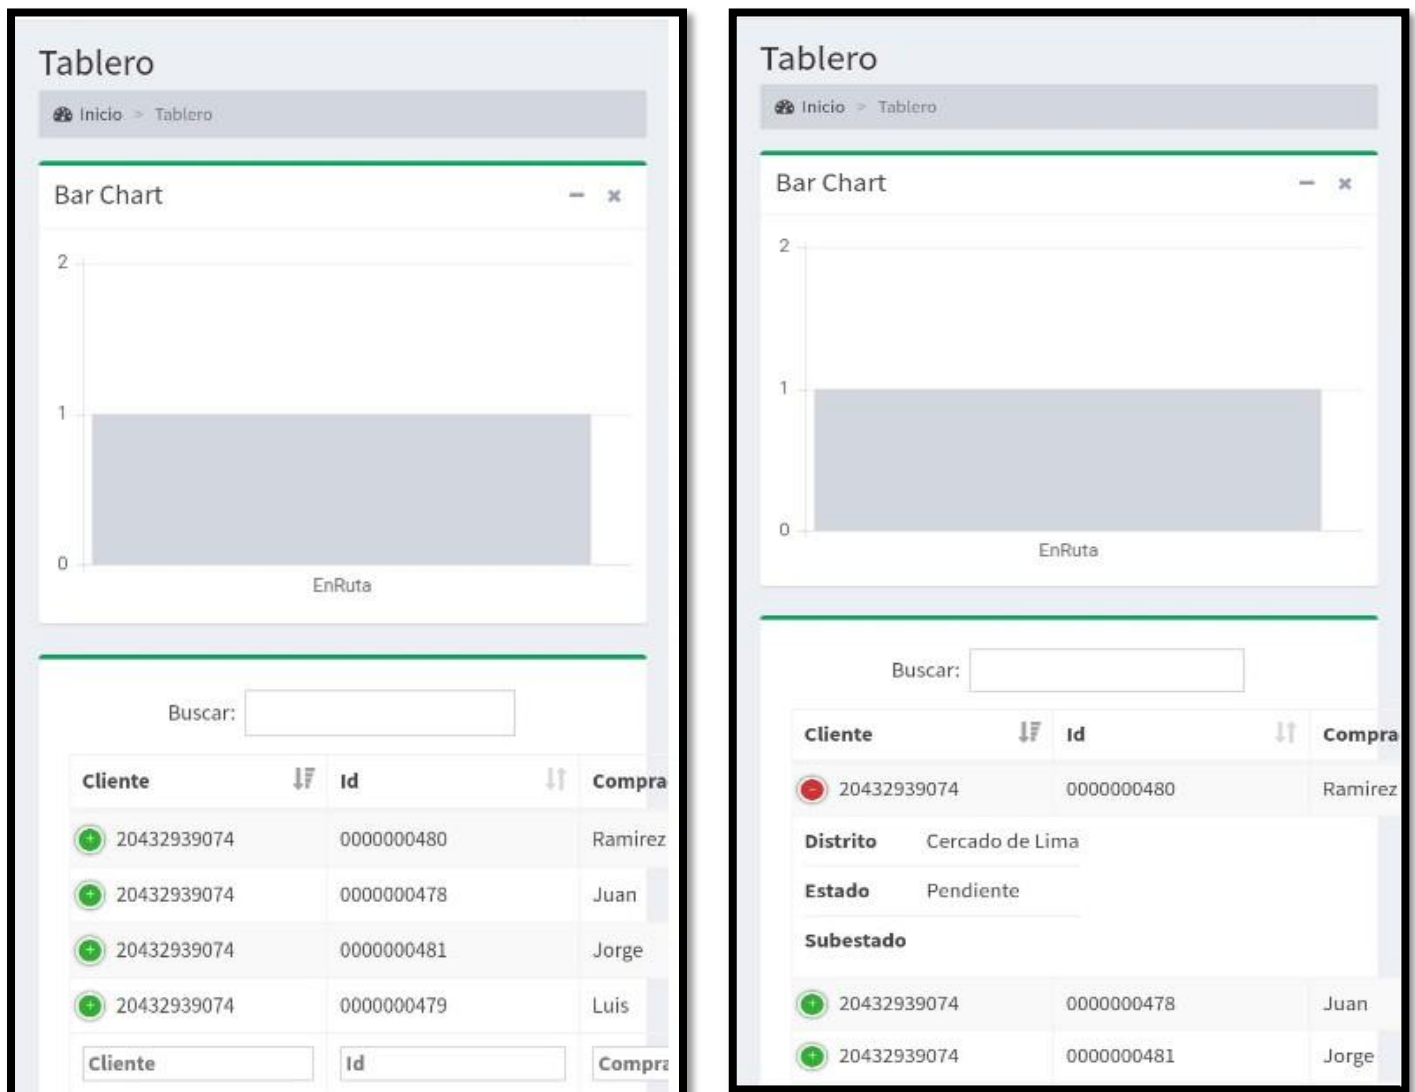 Tablero
Inicio > Tablero
Bar Chart
2
1
0
EnRuta
Buscar:
Cliente Id Compra
20432939074 0000000480 Ramirez
20432939074 0000000478 Juan
20432939074 0000000481 Jorge
20432939074 0000000479 Luis
Cliente Id Compra
Tablero
Inicio > Tablero
Bar Chart
2
1
0
EnRuta
Buscar:
Cliente Id Compra
20432939074 0000000480 Ramirez
Distrito Cercado de Lima
Estado Pendiente
Subestado
20432939074 0000000478 Juan
20432939074 0000000481 Jorge